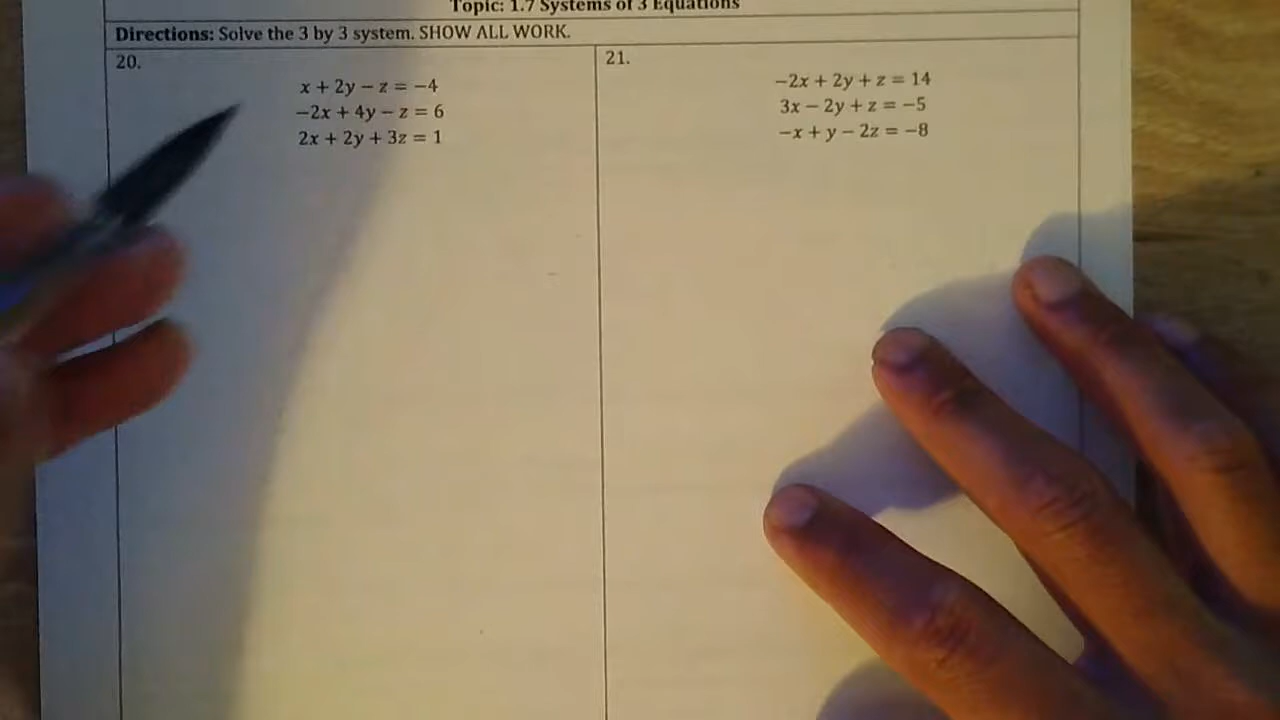 Topic: 1.7 Systems of 3 Equations
Directions: Solve the 3 by 3 system. SHOW ALL WORK.
20.
x + 2y − z = −4
−2x + 4y − z = 6
2x + 2y + 3z = 1
21.
−2x + 2y + z = 14
3x − 2y + z = −5
−x + y − 2z = −8